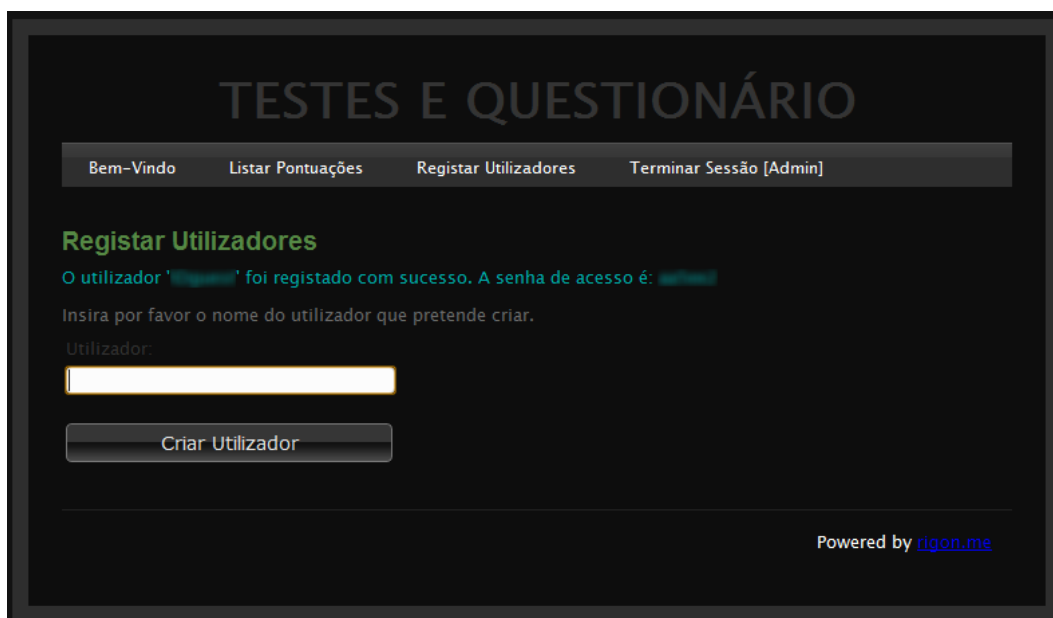 TESTES E QUESTIONÁRIO
Bem-Vindo Listar Pontuações Registar Utilizadores Terminar Sessão [Admin]
Registar Utilizadores
O utilizador '' foi registado com sucesso. A senha de acesso é:
Insira por favor o nome do utilizador que pretende criar.
Utilizador:
Criar Utilizador
Powered by rigon.me